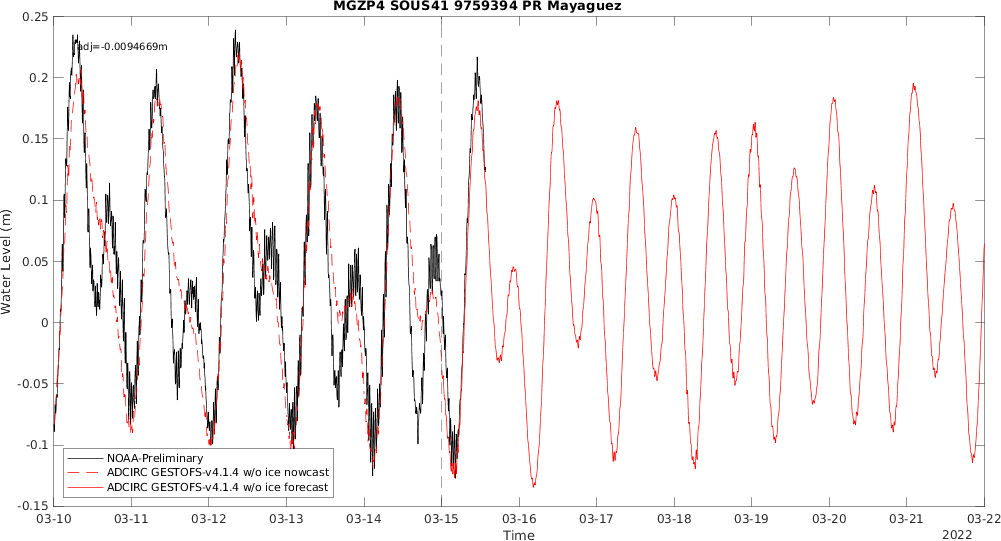 MGZP4 SOUS41 9759394 PR Mayaguez
0.25
adj=-0.0094669m
0.2
0.15
0.1
0.05
0
-0.05
-0.1
-0.15
Water Level (m)
NOAA-Preliminary
ADCIRC GESTOFS-v4.1.4 w/o ice nowcast
ADCIRC GESTOFS-v4.1.4 w/o ice forecast
03-10 03-11 03-12 03-13 03-14 03-15 03-16 03-17 03-18 03-19 03-20 03-21 03-22
Time
2022